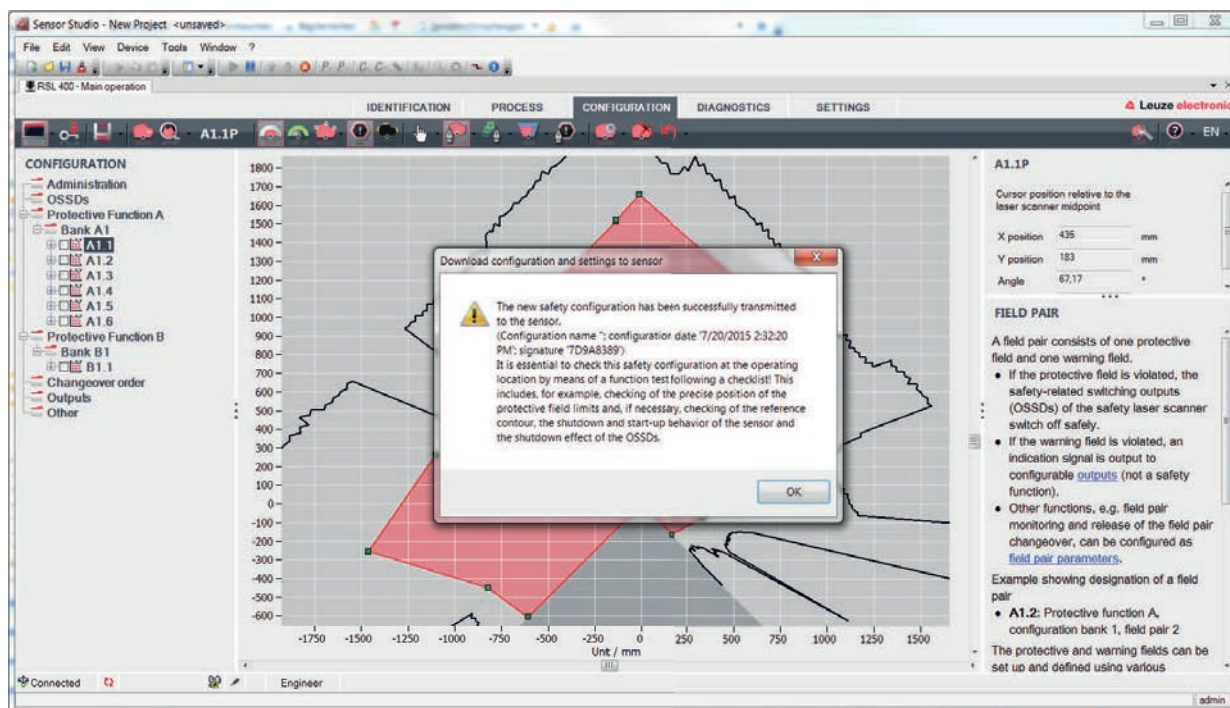 Sensor Studio - New Project <unsaved>
File Edit View Device Tools Window ?
RSL 400 - Main operation
IDENTIFICATION PROCESS CONFIGURATION DIAGNOSTICS SETTINGS
Leuze electronic
A1.1P
EN
CONFIGURATION
Administration
OSSDs
Protective Function A
Bank A1
A1.1
A1.2
A1.3
A1.4
A1.5
A1.6
Protective Function B
Bank B1
B1.1
Changeover order
Outputs
Other
1800
1700
1600
1500
1400
1300
1200
1100
1000
900
800
700
600
500
400
300
200
100
0
-100
-200
-300
-400
-500
-600
-1750 -1500 -1250 -1000 -750 -500 -250 0 250 500 750 1000 1250 1500
Unt / mm
Download configuration and settings to sensor
The new safety configuration has been successfully transmitted
to the sensor.
(Configuration name ''; configuration date '7/20/2015 2:32:20
PM'; signature '7D9A8389')
It is essential to check this safety configuration at the operating
location by means of a function test following a checklist! This
includes, for example, checking of the precise position of the
protective field limits and, if necessary, checking of the reference
contour, the shutdown and start-up behavior of the sensor and
the shutdown effect of the OSSDs.
OK
A1.1P
Cursor position relative to the
laser scanner midpoint
X position 435 mm
Y position 183 mm
Angle 67,17 °
FIELD PAIR
A field pair consists of one protective
field and one warning field.
• If the protective field is violated, the
safety-related switching outputs
(OSSDs) of the safety laser scanner
switch off safely.
• If the warning field is violated, an
indication signal is output to
configurable outputs (not a safety
function).
• Other functions, e.g. field pair
monitoring and release of the field pair
changeover, can be configured as
field pair parameters.
Example showing designation of a field
pair
• A1.2: Protective function A,
configuration bank 1, field pair 2
The protective and warning fields can be
set up and defined using various
Connected
Engineer
admin